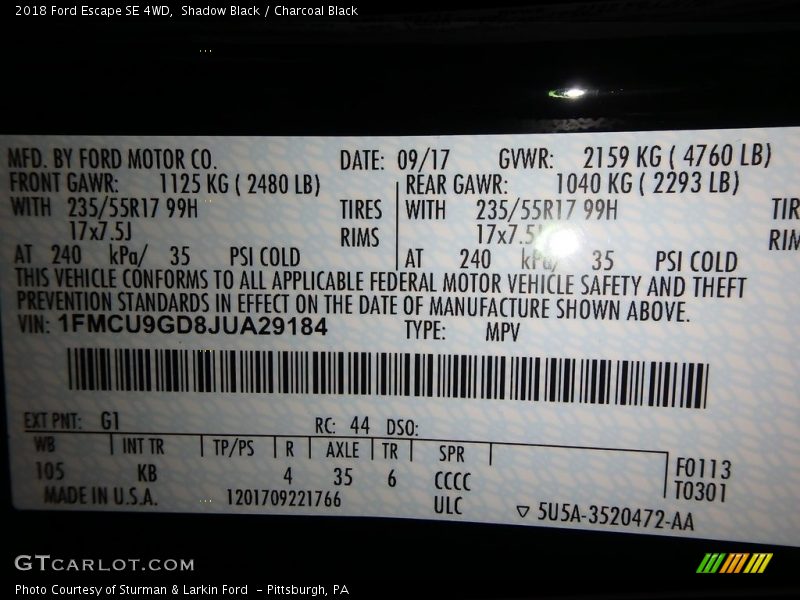 2018 Ford Escape SE 4WD, Shadow Black / Charcoal Black
MFD. BY FORD MOTOR CO. DATE: 09/17 GVWR: 2159 KG ( 4760 LB)
FRONT GAWR: 1125 KG ( 2480 LB) REAR GAWR: 1040 KG ( 2293 LB)
WITH 235/55R17 99H TIRES WITH 235/55R17 99H TIR
17x7.5J RIMS 17x7.5J RIM
AT 240 kPa/ 35 PSI COLD AT 240 kPa/ 35 PSI COLD
THIS VEHICLE CONFORMS TO ALL APPLICABLE FEDERAL MOTOR VEHICLE SAFETY AND THEFT
PREVENTION STANDARDS IN EFFECT ON THE DATE OF MANUFACTURE SHOWN ABOVE.
VIN: 1FMCU9GD8JUA29184 TYPE: MPV
EXT PNT: G1 RC: 44 DSO:
WB INT TR TP/PS R AXLE TR SPR
105 KB 4 35 6 CCCC
F0113
T0301
MADE IN U.S.A. 1201709221766 ULC ▽ 5U5A-3520472-AA
GTCARLOT.COM
Photo Courtesy of Sturman & Larkin Ford - Pittsburgh, PA